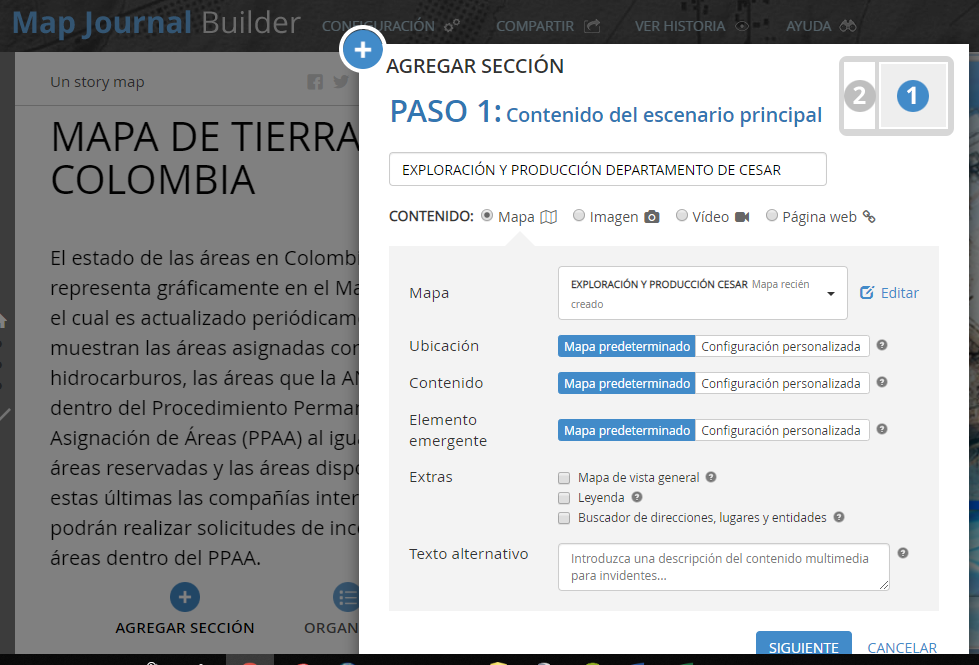 Map Journal Builder
CONFIGURACIÓN
COMPARTIR
VER HISTORIA
AYUDA
Un story map
MAPA DE TIERRA
COLOMBIA
El estado de las áreas en Colombi
representa gráficamente en el Ma
el cual es actualizado periódicam
muestran las áreas asignadas con
hidrocarburos, las áreas que la AN
dentro del Procedimiento Perman
Asignación de Áreas (PPAA) al igua
áreas reservadas y las áreas dispo
estas últimas las compañías inter
podrán realizar solicitudes de inco
áreas dentro del PPAA.
AGREGAR SECCIÓN
ORGAN
AGREGAR SECCIÓN
PASO 1: Contenido del escenario principal
2
1
EXPLORACIÓN Y PRODUCCIÓN DEPARTAMENTO DE CESAR
CONTENIDO: Mapa Imagen Vídeo Página web
Mapa
EXPLORACIÓN Y PRODUCCIÓN CESAR Mapa recién
creado
Editar
Ubicación
Mapa predeterminado Configuración personalizada
Contenido
Mapa predeterminado Configuración personalizada
Elemento
emergente
Mapa predeterminado Configuración personalizada
Extras
Mapa de vista general
Leyenda
Buscador de direcciones, lugares y entidades
Texto alternativo
Introduzca una descripción del contenido multimedia
para invidentes...
SIGUIENTE
CANCELAR